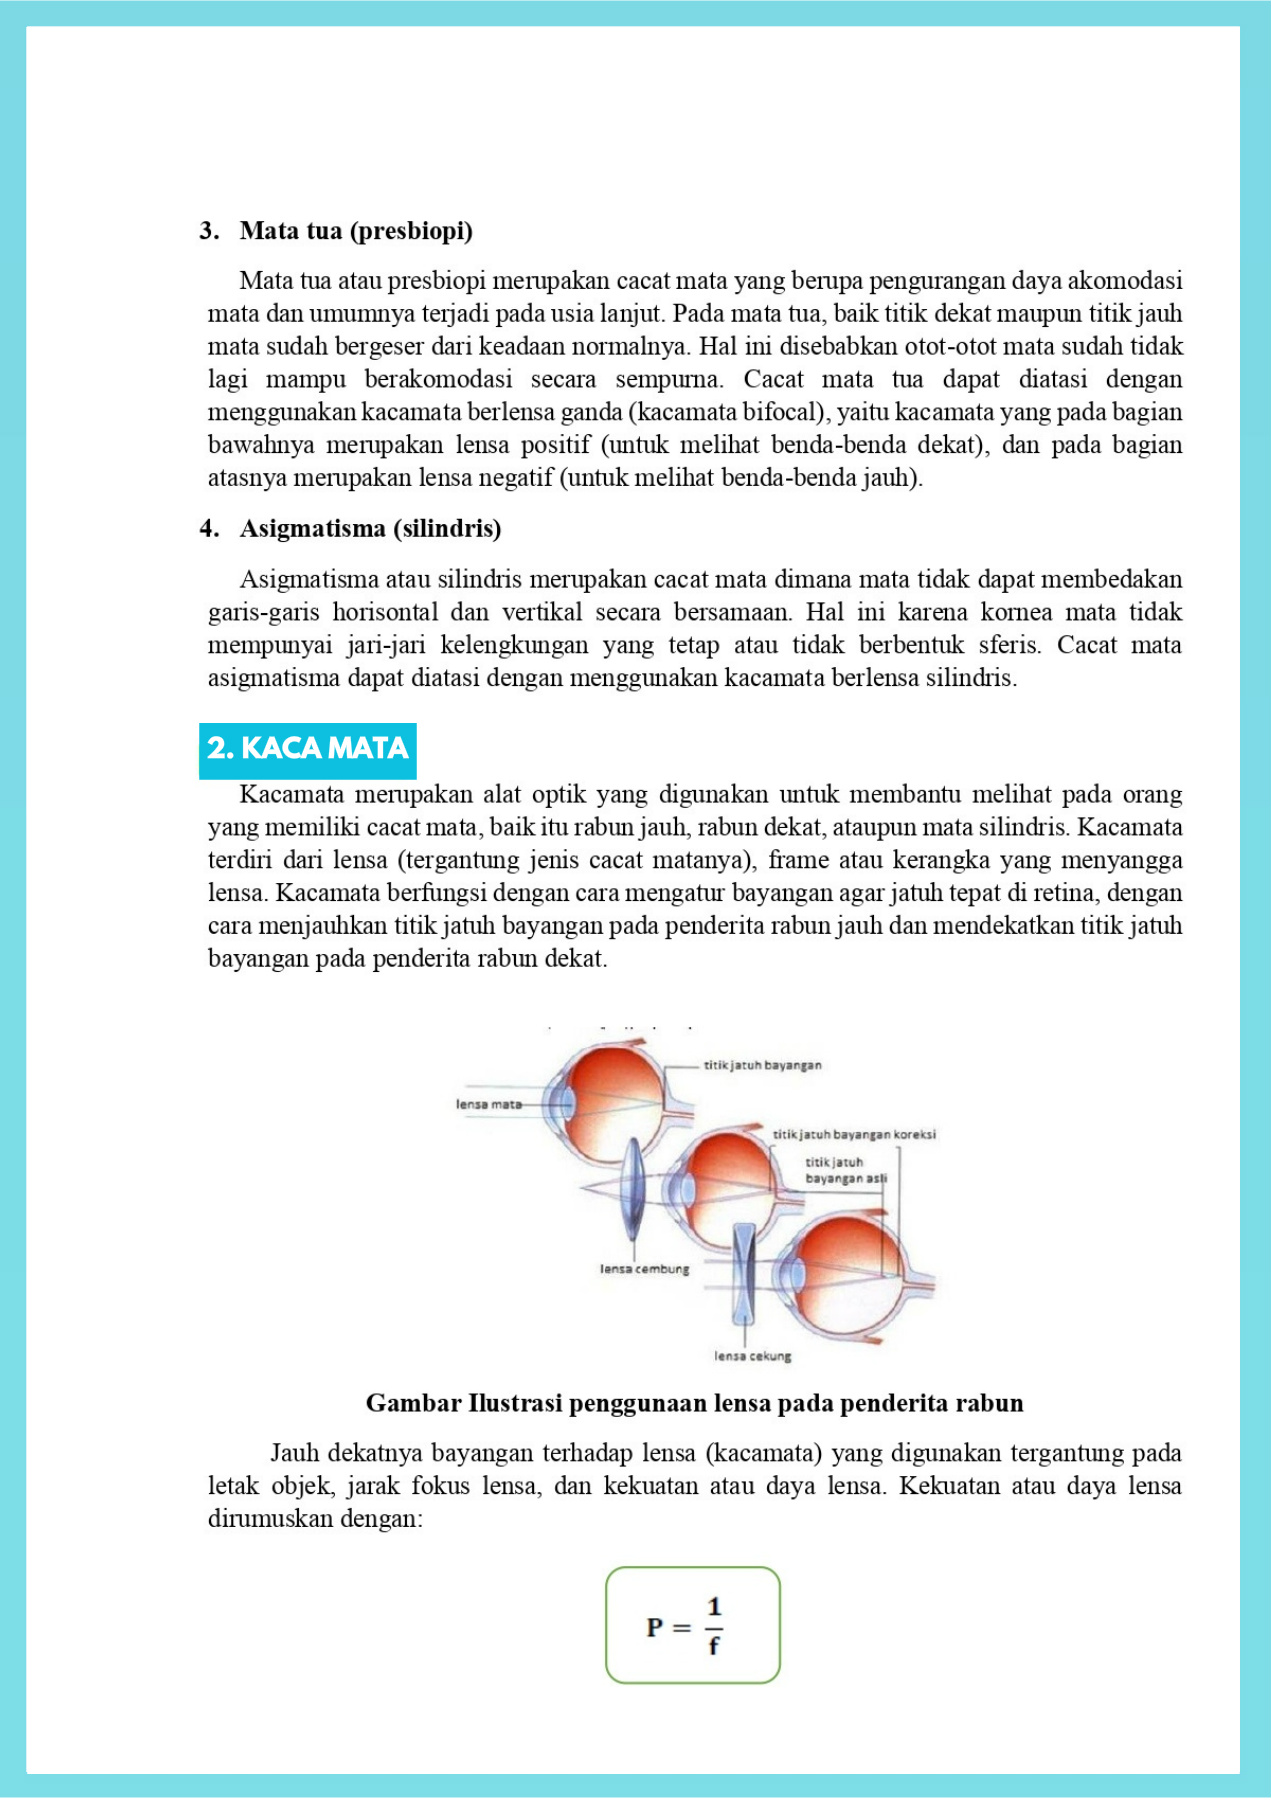 3. Mata tua (presbiopi)
Mata tua atau presbiopi merupakan cacat mata yang berupa pengurangan daya akomodasi
mata dan umumnya terjadi pada usia lanjut. Pada mata tua, baik titik dekat maupun titik jauh
mata sudah bergeser dari keadaan normalnya. Hal ini disebabkan otot-otot mata sudah tidak
lagi mampu berakomodasi secara sempurna. Cacat mata tua dapat diatasi dengan
menggunakan kacamata berlensa ganda (kacamata bifocal), yaitu kacamata yang pada bagian
bawahnya merupakan lensa positif (untuk melihat benda-benda dekat), dan pada bagian
atasnya merupakan lensa negatif (untuk melihat benda-benda jauh).
4. Asigmatisma (silindris)
Asigmatisma atau silindris merupakan cacat mata dimana mata tidak dapat membedakan
garis-garis horisontal dan vertikal secara bersamaan. Hal ini karena kornea mata tidak
mempunyai jari-jari kelengkungan yang tetap atau tidak berbentuk sferis. Cacat mata
asigmatisma dapat diatasi dengan menggunakan kacamata berlensa silindris.
2. KACA MATA
Kacamata merupakan alat optik yang digunakan untuk membantu melihat pada orang
yang memiliki cacat mata, baik itu rabun jauh, rabun dekat, ataupun mata silindris. Kacamata
terdiri dari lensa (tergantung jenis cacat matanya), frame atau kerangka yang menyangga
lensa. Kacamata berfungsi dengan cara mengatur bayangan agar jatuh tepat di retina, dengan
cara menjauhkan titik jatuh bayangan pada penderita rabun jauh dan mendekatkan titik jatuh
bayangan pada penderita rabun dekat.
titik jatuh bayangan
lensa mata
titik jatuh bayangan koreksi
titik jatuh
bayangan asli
lensa cembung
lensa cekung
Gambar Ilustrasi penggunaan lensa pada penderita rabun
Jauh dekatnya bayangan terhadap lensa (kacamata) yang digunakan tergantung pada
letak objek, jarak fokus lensa, dan kekuatan atau daya lensa. Kekuatan atau daya lensa
dirumuskan dengan:
P = 1/f